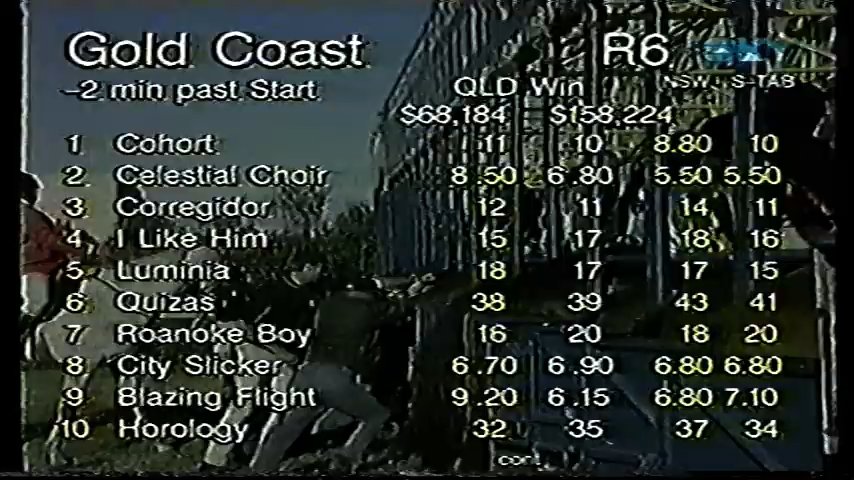 Gold Coast R6 SKY
-2 min past Start QLD Win NSW S-TAB
$68,184 $158,224
1 Cohort 11 10 8.80 10
2 Celestial Choir 8.50 6.80 5.50 5.50
3 Corregidor 12 11 14 11
4 I Like Him 15 17 18 16
5 Luminia 18 17 17 15
6 Quizas 38 39 43 41
7 Roanoke Boy 16 20 18 20
8 City Slicker 6.70 6.90 6.80 6.80
9 Blazing Flight 9.20 6.15 6.80 7.10
10 Horology 32 35 37 34
cont